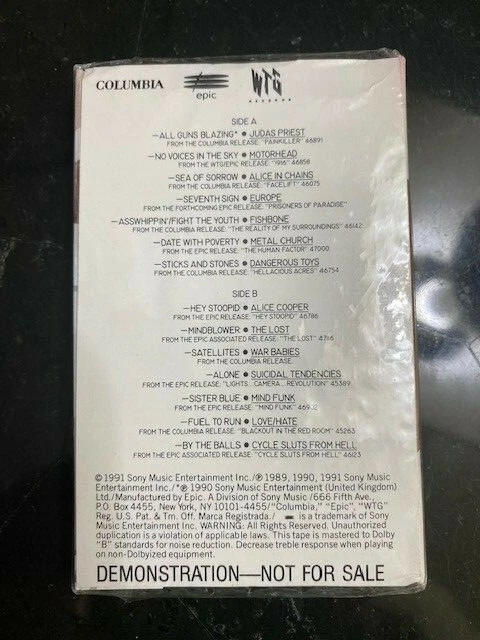 COLUMBIA epic WTG RECORDS
SIDE A
—ALL GUNS BLAZING* ● JUDAS PRIEST
FROM THE COLUMBIA RELEASE: "PAINKILLER" 46891
—NO VOICES IN THE SKY ● MOTORHEAD
FROM THE WTG/EPIC RELEASE: "1916" 46858
—SEA OF SORROW ● ALICE IN CHAINS
FROM THE COLUMBIA RELEASE: "FACELIFT" 46075
—SEVENTH SIGN ● EUROPE
FROM THE FORTHCOMING EPIC RELEASE: "PRISONERS OF PARADISE"
—ASSWHIPPIN'/FIGHT THE YOUTH ● FISHBONE
FROM THE COLUMBIA RELEASE: "THE REALITY OF MY SURROUNDINGS" 46142
—DATE WITH POVERTY ● METAL CHURCH
FROM THE EPIC RELEASE: "THE HUMAN FACTOR" 47000
—STICKS AND STONES ● DANGEROUS TOYS
FROM THE COLUMBIA RELEASE: "HELLACIOUS ACRES" 46754
SIDE B
—HEY STOOPID ● ALICE COOPER
FROM THE EPIC RELEASE: "HEY STOOPID" 46786
—MINDBLOWER ● THE LOST
FROM THE EPIC ASSOCIATED RELEASE: "THE LOST"
—SATELLITES ● WAR BABIES
FROM THE COLUMBIA RELEASE.
—ALONE ● SUICIDAL TENDENCIES
FROM THE EPIC RELEASE: "LIGHTS...CAMERA...REVOLUTION" 45389
—SISTER BLUE ● MIND FUNK
FROM THE EPIC RELEASE: "MIND FUNK"
—FUEL TO RUN ● LOVE/HATE
FROM THE COLUMBIA RELEASE: "BLACKOUT IN THE RED ROOM" 45263
—BY THE BALLS ● CYCLE SLUTS FROM HELL
FROM THE EPIC ASSOCIATED RELEASE: "CYCLE SLUTS FROM HELL" 46123
© 1991 Sony Music Entertainment Inc./℗ 1989, 1990, 1991 Sony Music
Entertainment Inc./*℗ 1990 Sony Music Entertainment (United Kingdom)
Ltd./Manufactured by Epic. A Division of Sony Music/666 Fifth Ave.,
P.O. Box 4455, New York, NY 10101-4455/"Columbia," "Epic", "WTG"
Reg. U.S. Pat. & Tm. Off. Marca Registrada./ is a trademark of Sony
Music Entertainment Inc. WARNING: All Rights Reserved. Unauthorized
duplication is a violation of applicable laws. This tape is mastered to Dolby
"B" standards for noise reduction. Decrease treble response when playing
on non-Dolbyized equipment.
DEMONSTRATION—NOT FOR SALE